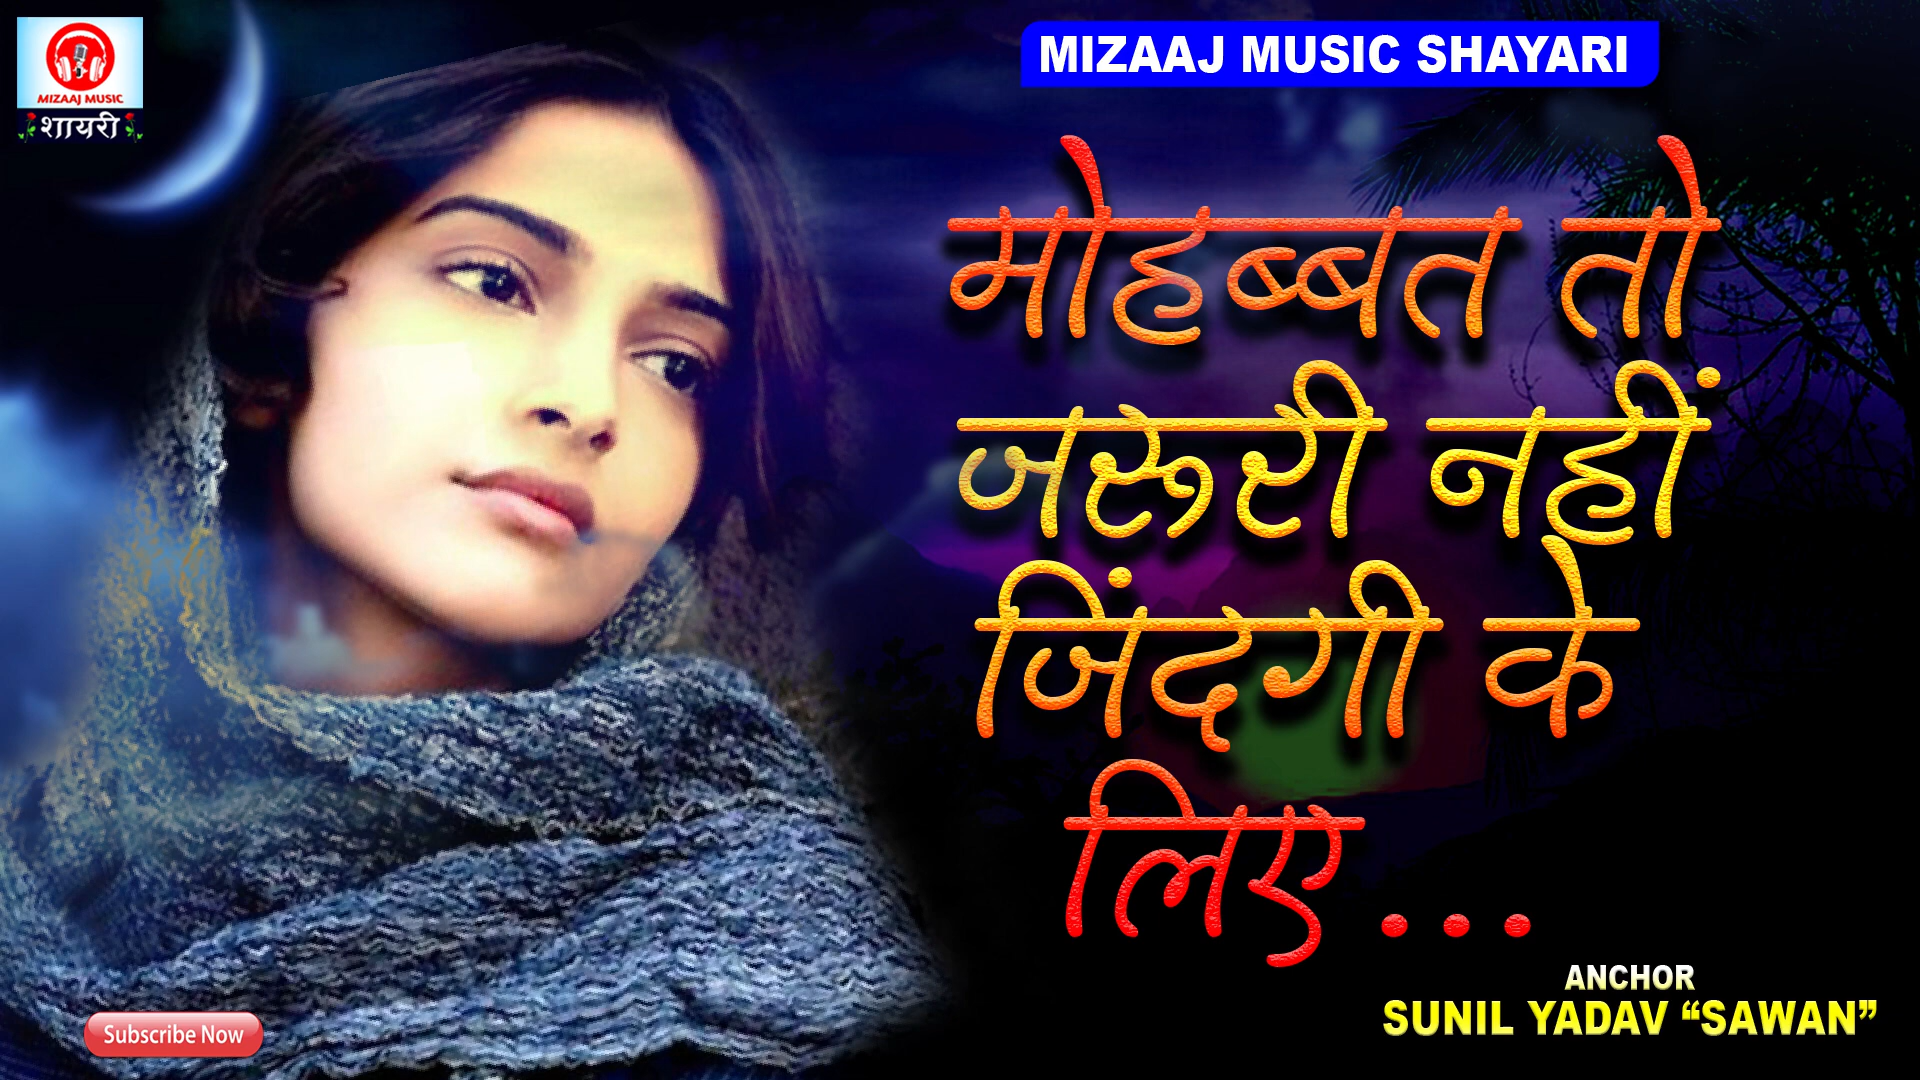 MIZAAJ MUSIC
शायरी
MIZAAJ MUSIC SHAYARI
मोहब्बत तो
जरूरी नहीं
जिंदगी के
लिए...
ANCHOR
SUNIL YADAV “SAWAN”
Subscribe Now